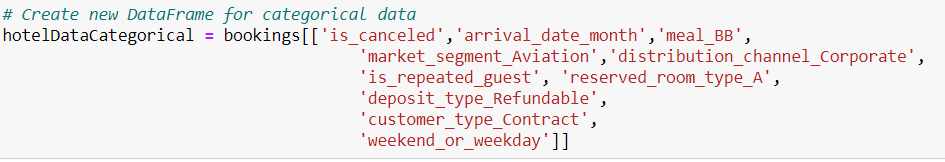 # Create new DataFrame for categorical data
hotelDataCategorical = bookings[['is_canceled','arrival_date_month','meal_BB',
'market_segment_Aviation','distribution_channel_Corporate',
'is_repeated_guest', 'reserved_room_type_A',
'deposit_type_Refundable',
'customer_type_Contract',
'weekend_or_weekday']]